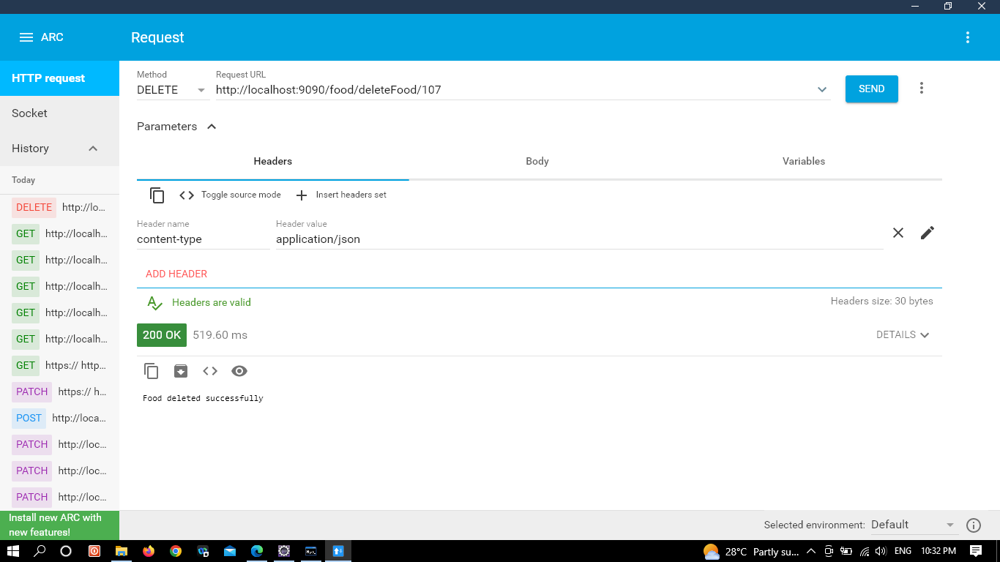 ARC
Request
HTTP request
Socket
History
Today
DELETE http://lo...
GET http://localh...
GET http://localh...
GET http://localh...
GET http://localh...
GET http://localh...
GET https:// http...
PATCH https:// h...
POST http://loca...
PATCH http://loc...
PATCH http://loc...
PATCH http://loc...
Install new ARC with
new features!
Method
DELETE
Request URL
http://localhost:9090/food/deleteFood/107
SEND
Parameters
Headers Body Variables
Toggle source mode Insert headers set
Header name
content-type
Header value
application/json
ADD HEADER
Headers are valid
Headers size: 30 bytes
200 OK 519.60 ms
DETAILS
Food deleted successfully
Selected environment: Default
28°C Partly su... ENG 10:32 PM